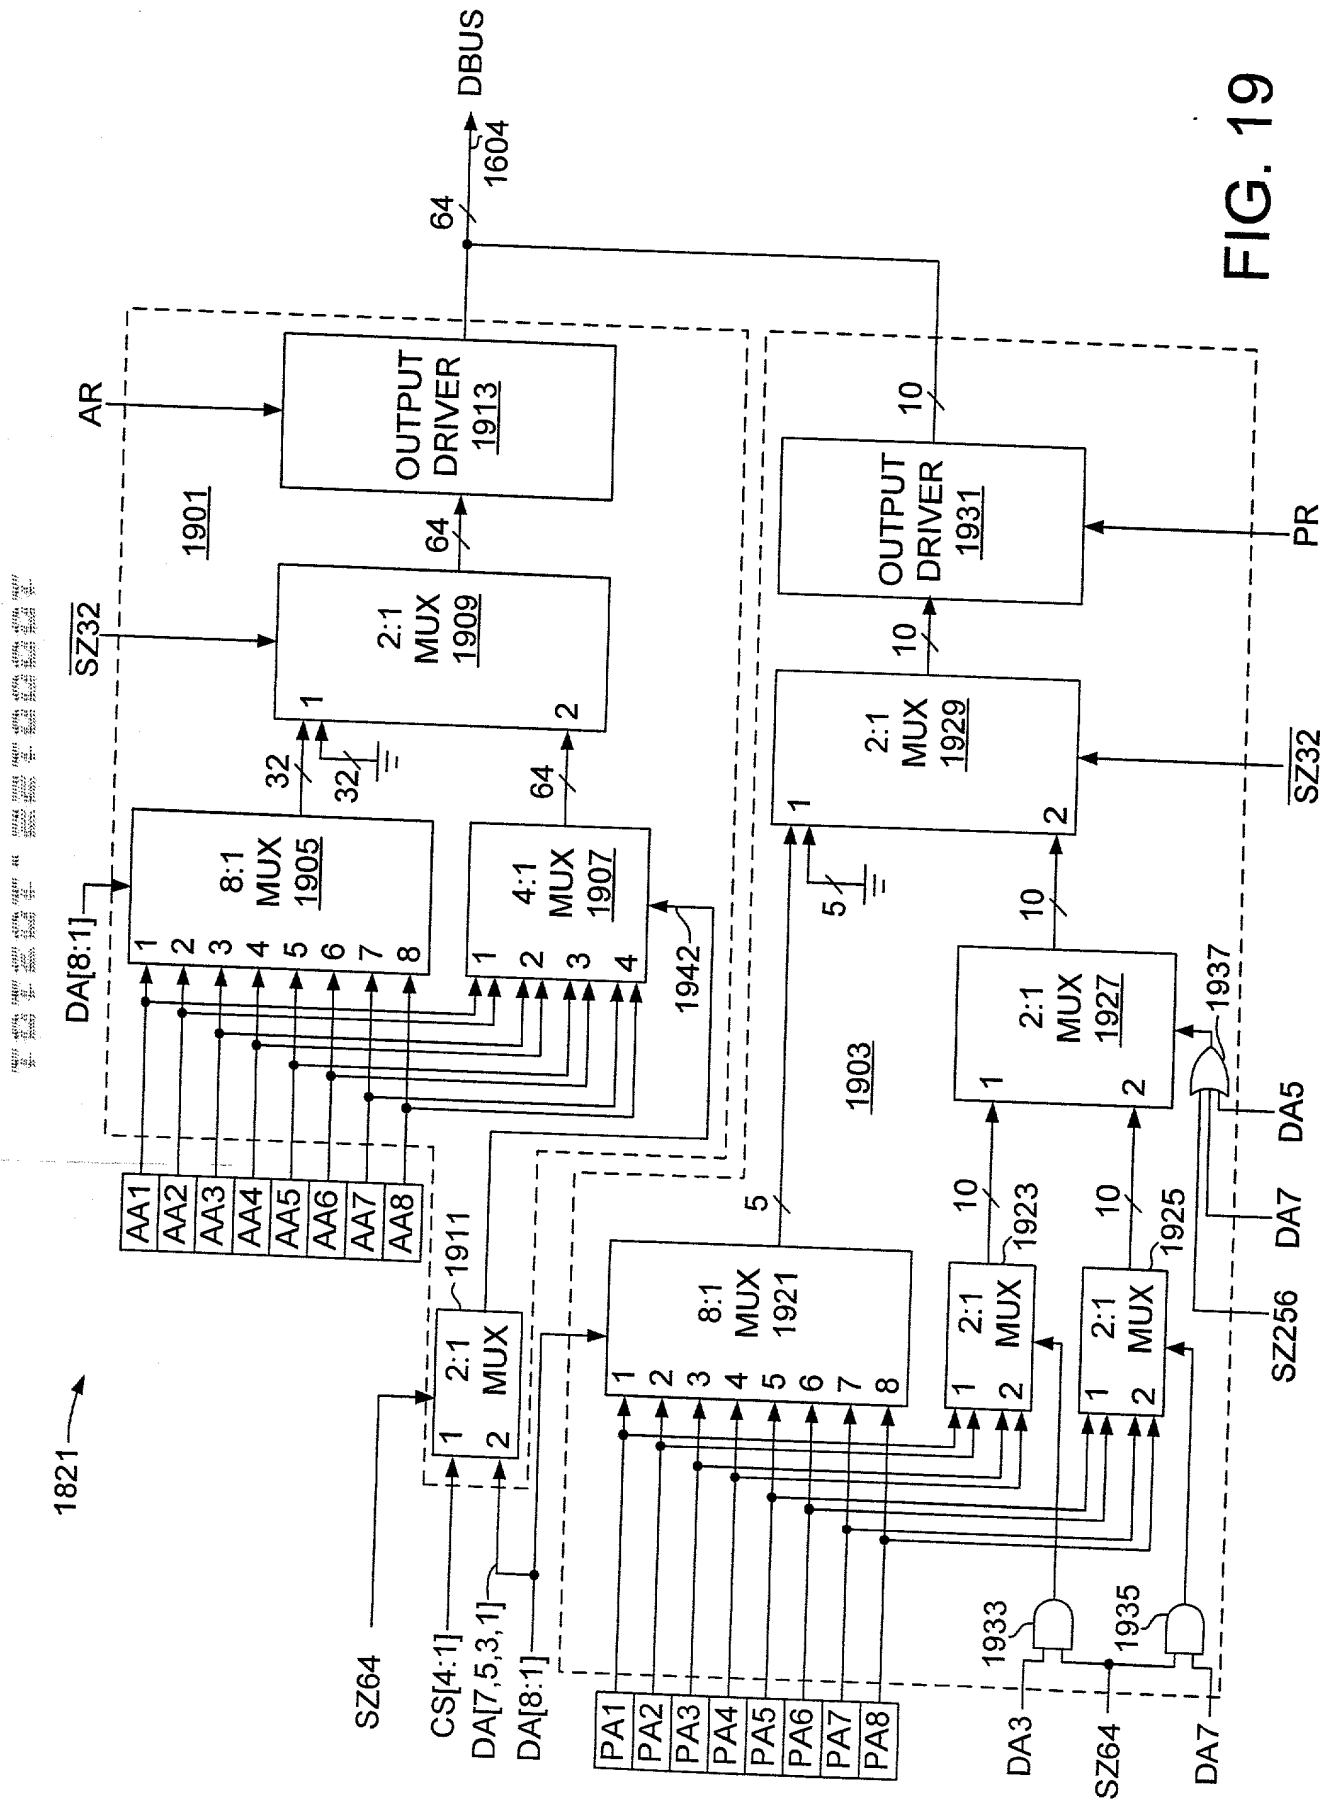 FIG. 19
1821
DBUS
1604
64
AR
1901
OUTPUT
DRIVER
1913
64
SZ32
2:1
MUX
1909
1
2
32
32
64
DA[8:1]
8:1
MUX
1905
1
2
3
4
5
6
7
8
4:1
MUX
1907
1
2
3
4
1942
AA1
AA2
AA3
AA4
AA5
AA6
AA7
AA8
1911
2:1
MUX
1
2
SZ64
CS[4:1]
DA[7,5,3,1]
DA[8:1]
1903
10
OUTPUT
DRIVER
1931
PR
10
2:1
MUX
1929
1
2
SZ32
5
5
10
2:1
MUX
1927
1
2
1937
DA5
DA7
SZ256
8:1
MUX
1921
1
2
3
4
5
6
7
8
10
1923
2:1
MUX
1
2
10
1925
2:1
MUX
1
2
PA1
PA2
PA3
PA4
PA5
PA6
PA7
PA8
1933
1935
DA3
SZ64
DA7